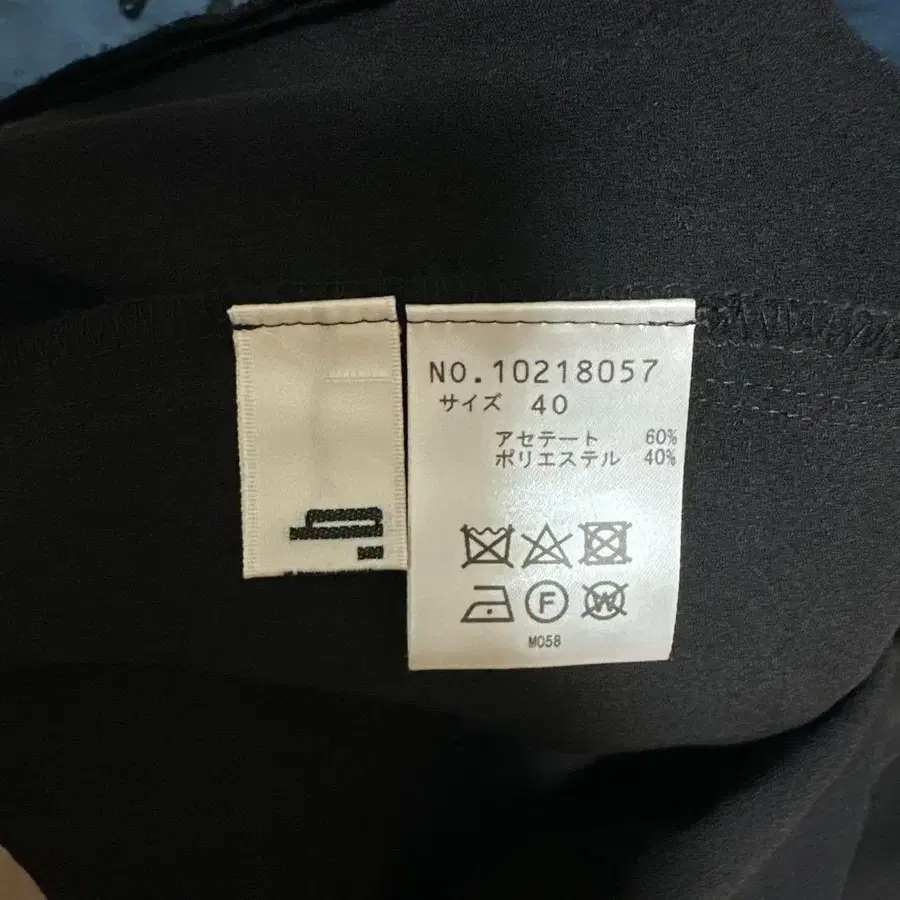 NO.10218057
サイズ 40
アセテート 60%
ポリエステル 40%
F W
M058